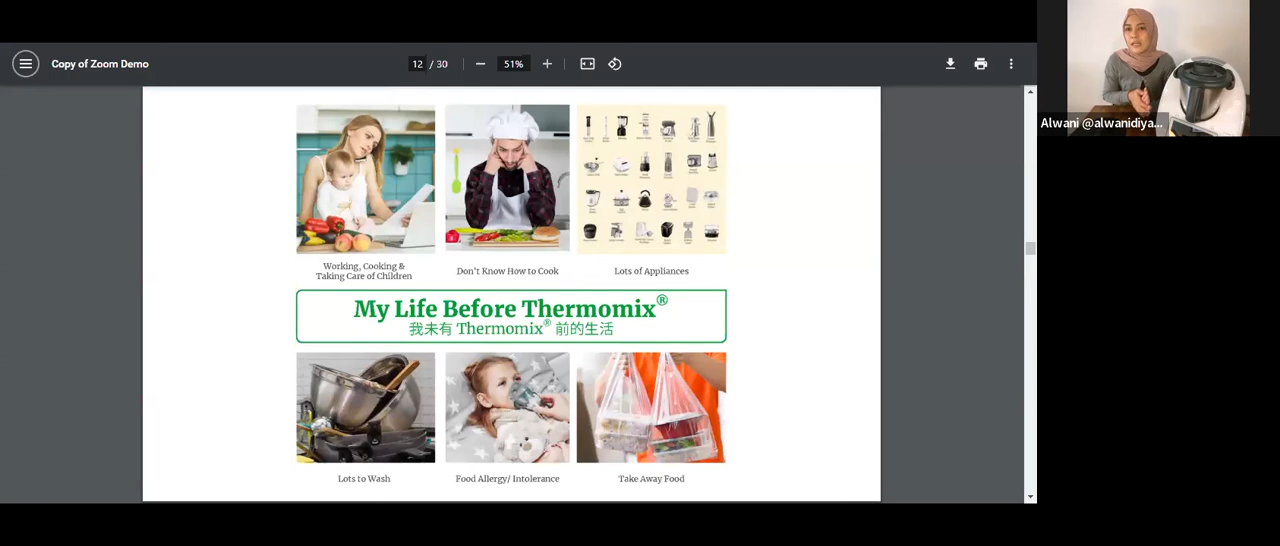 Copy of Zoom Demo
12 / 30
51%
Alwani @alwanidiya...
Working, Cooking &
Taking Care of Children
Don't Know How to Cook
Lots of Appliances
My Life Before Thermomix®
我未有 Thermomix® 前的生活
Lots to Wash
Food Allergy/ Intolerance
Take Away Food